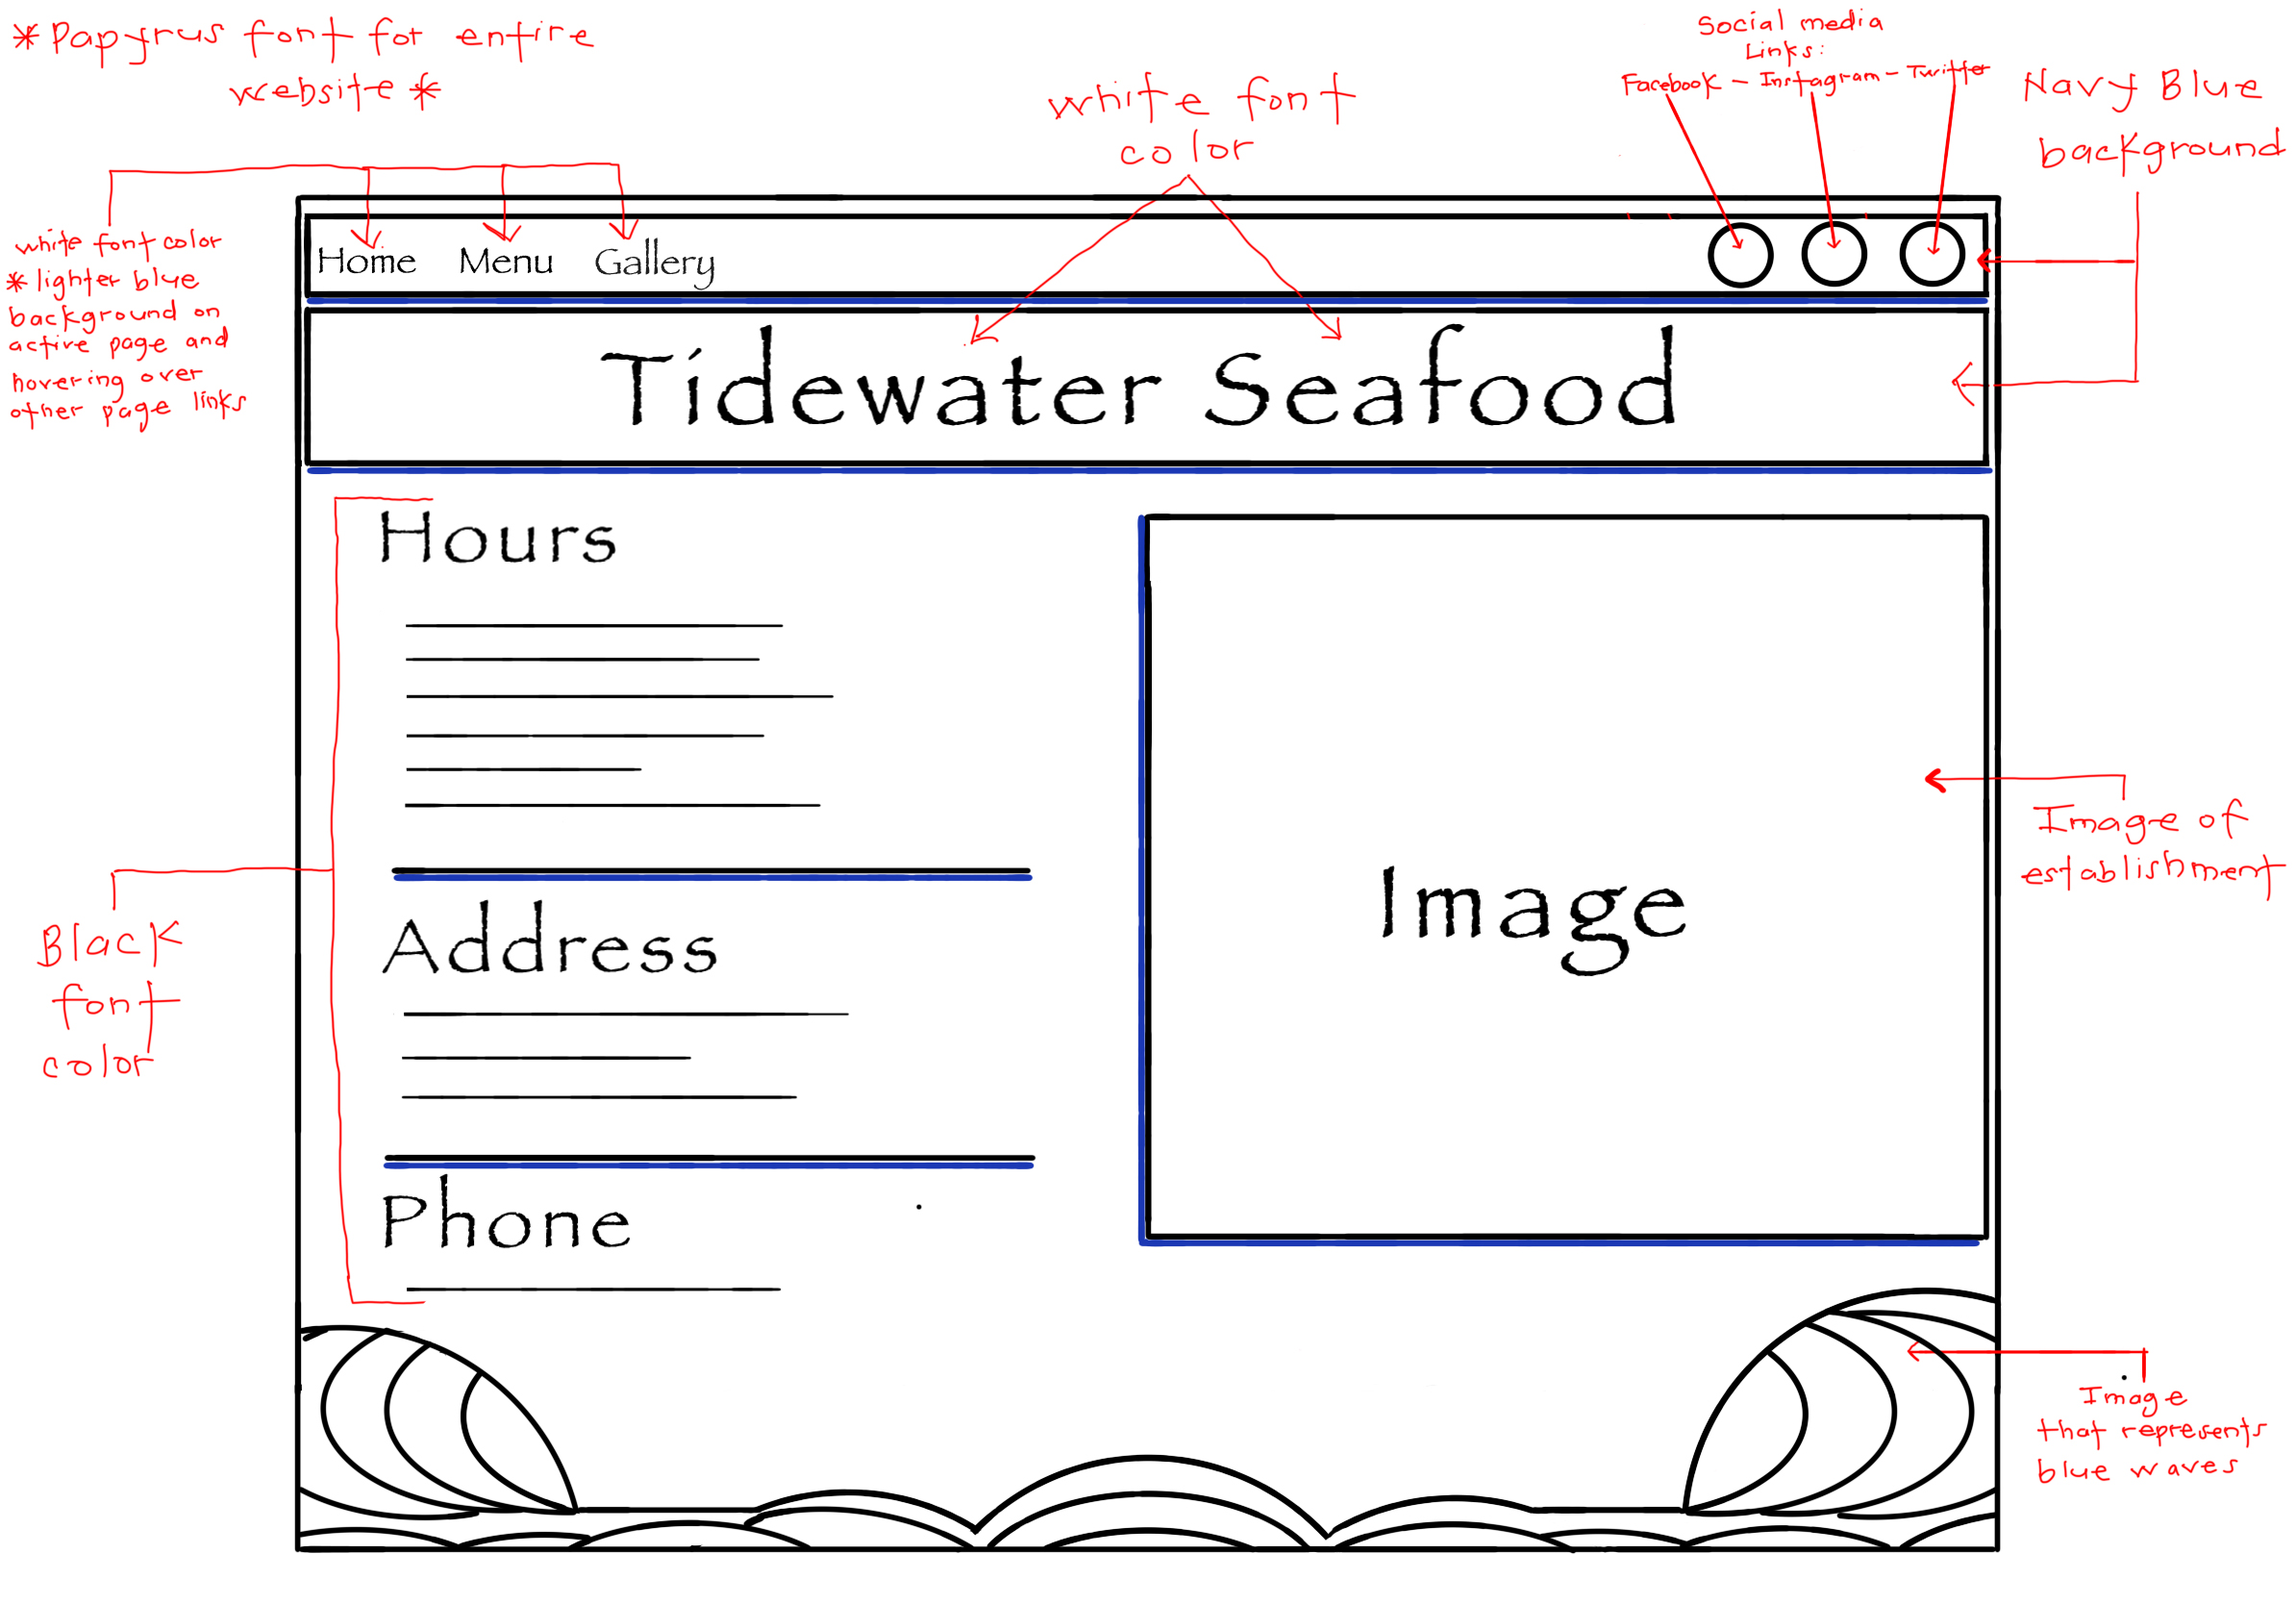 *Papyrus font for entire
website*
Social media
Links:
Facebook - Instagram - Twitter
white font
color
Navy Blue
background
white font color
*lighter blue
background on
active page and
hovering over
other page links
Home Menu Gallery
Tidewater Seafood
Hours
Image of
establishment
Image
Black
font
color
Address
Phone
Image
that represents
blue waves